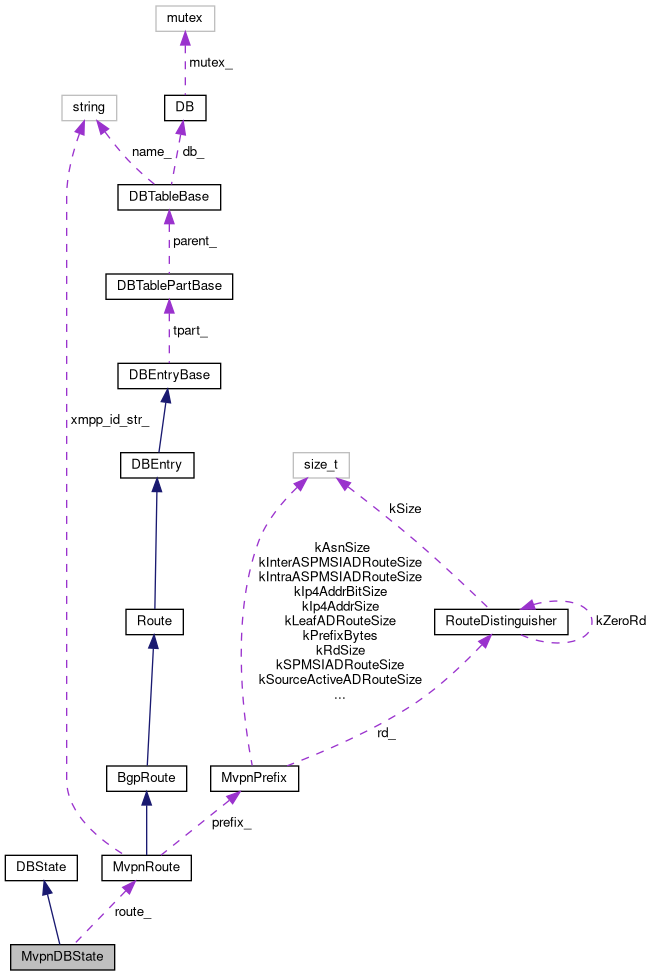 mutex
mutex_
string
DB
name_
db_
DBTableBase
parent_
DBTablePartBase
tpart_
DBEntryBase
xmpp_id_str_
DBEntry
size_t
kSize
kAsnSize
kInterASPMSIADRouteSize
kIntraASPMSIADRouteSize
kIp4AddrBitSize
kIp4AddrSize
kLeafADRouteSize
kPrefixBytes
kRdSize
kSPMSIADRouteSize
kSourceActiveADRouteSize
...
Route
RouteDistinguisher
kZeroRd
rd_
BgpRoute
MvpnPrefix
prefix_
DBState
MvpnRoute
route_
MvpnDBState